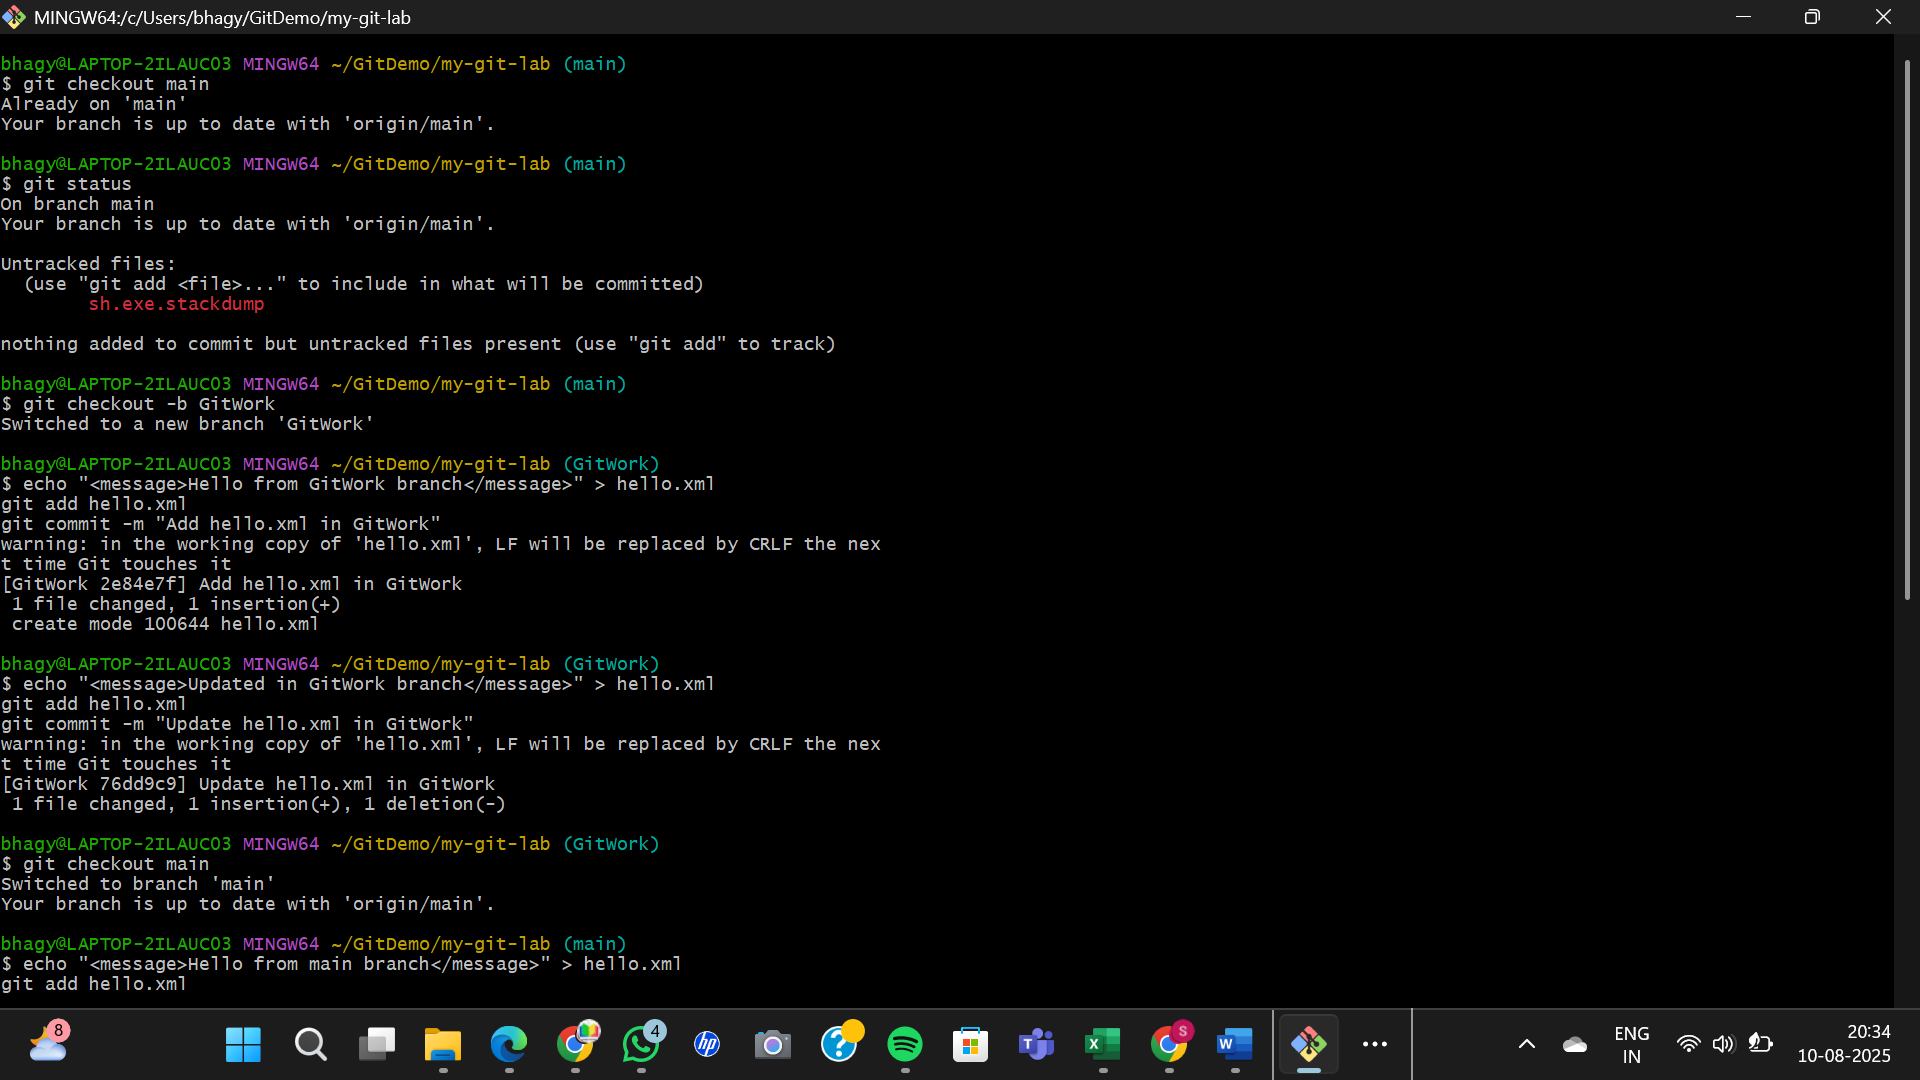 MINGW64:/c/Users/bhagy/GitDemo/my-git-lab
bhagy@LAPTOP-2ILAUCO3 MINGW64 ~/GitDemo/my-git-lab (main)
$ git checkout main
Already on 'main'
Your branch is up to date with 'origin/main'.
bhagy@LAPTOP-2ILAUCO3 MINGW64 ~/GitDemo/my-git-lab (main)
$ git status
On branch main
Your branch is up to date with 'origin/main'.
Untracked files:
  (use "git add <file>..." to include in what will be committed)
        sh.exe.stackdump
nothing added to commit but untracked files present (use "git add" to track)
bhagy@LAPTOP-2ILAUCO3 MINGW64 ~/GitDemo/my-git-lab (main)
$ git checkout -b GitWork
Switched to a new branch 'GitWork'
bhagy@LAPTOP-2ILAUCO3 MINGW64 ~/GitDemo/my-git-lab (GitWork)
$ echo "<message>Hello from GitWork branch</message>" > hello.xml
git add hello.xml
git commit -m "Add hello.xml in GitWork"
warning: in the working copy of 'hello.xml', LF will be replaced by CRLF the nex
t time Git touches it
[GitWork 2e84e7f] Add hello.xml in GitWork
 1 file changed, 1 insertion(+)
 create mode 100644 hello.xml
bhagy@LAPTOP-2ILAUCO3 MINGW64 ~/GitDemo/my-git-lab (GitWork)
$ echo "<message>Updated in GitWork branch</message>" > hello.xml
git add hello.xml
git commit -m "Update hello.xml in GitWork"
warning: in the working copy of 'hello.xml', LF will be replaced by CRLF the nex
t time Git touches it
[GitWork 76dd9c9] Update hello.xml in GitWork
 1 file changed, 1 insertion(+), 1 deletion(-)
bhagy@LAPTOP-2ILAUCO3 MINGW64 ~/GitDemo/my-git-lab (GitWork)
$ git checkout main
Switched to branch 'main'
Your branch is up to date with 'origin/main'.
bhagy@LAPTOP-2ILAUCO3 MINGW64 ~/GitDemo/my-git-lab (main)
$ echo "<message>Hello from main branch</message>" > hello.xml
git add hello.xml
8
4
hp
?
T
X
S
W
ENG
IN
20:34
10-08-2025